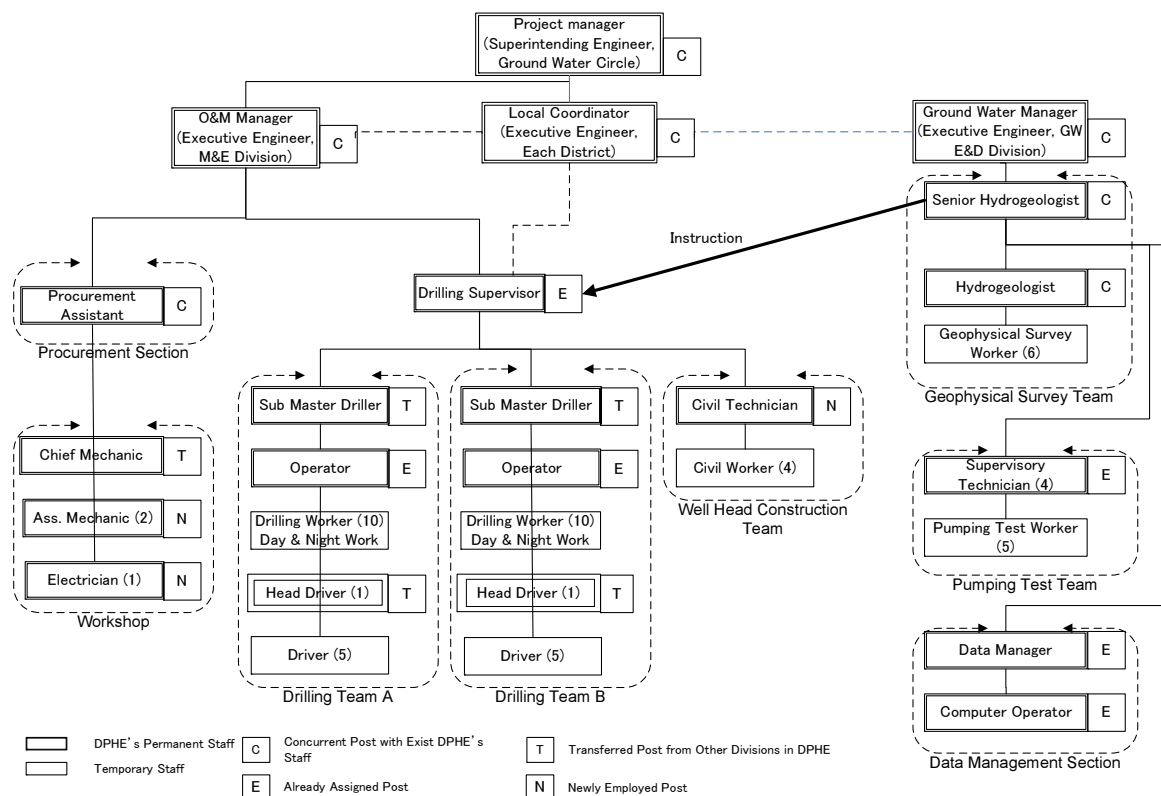 Project manager
(Superintending Engineer,
Ground Water Circle)
C
O&M Manager
(Executive Engineer,
M&E Division)
C
Local Coordinator
(Executive Engineer,
Each District)
C
Ground Water Manager
(Executive Engineer, GW
E&D Division)
C
Senior Hydrogeologist
C
Instruction
Drilling Supervisor
E
Hydrogeologist
C
Procurement
Assistant
C
Procurement Section
Geophysical Survey
Worker (6)
Geophysical Survey Team
Sub Master Driller
T
Operator
E
Drilling Worker (10)
Day & Night Work
Head Driver (1)
T
Driver (5)
Drilling Team A
Sub Master Driller
T
Operator
E
Drilling Worker (10)
Day & Night Work
Head Driver (1)
T
Driver (5)
Drilling Team B
Civil Technician
N
Civil Worker (4)
Well Head Construction
Team
Chief Mechanic
T
Ass. Mechanic (2)
N
Electrician (1)
N
Workshop
Supervisory
Technician (4)
E
Pumping Test Worker
(5)
Pumping Test Team
Data Manager
E
Computer Operator
E
Data Management Section
DPHE's Permanent Staff
Temporary Staff
C
Concurrent Post with Exist DPHE's
Staff
E
Already Assigned Post
T
Transferred Post from Other Divisions in DPHE
N
Newly Employed Post